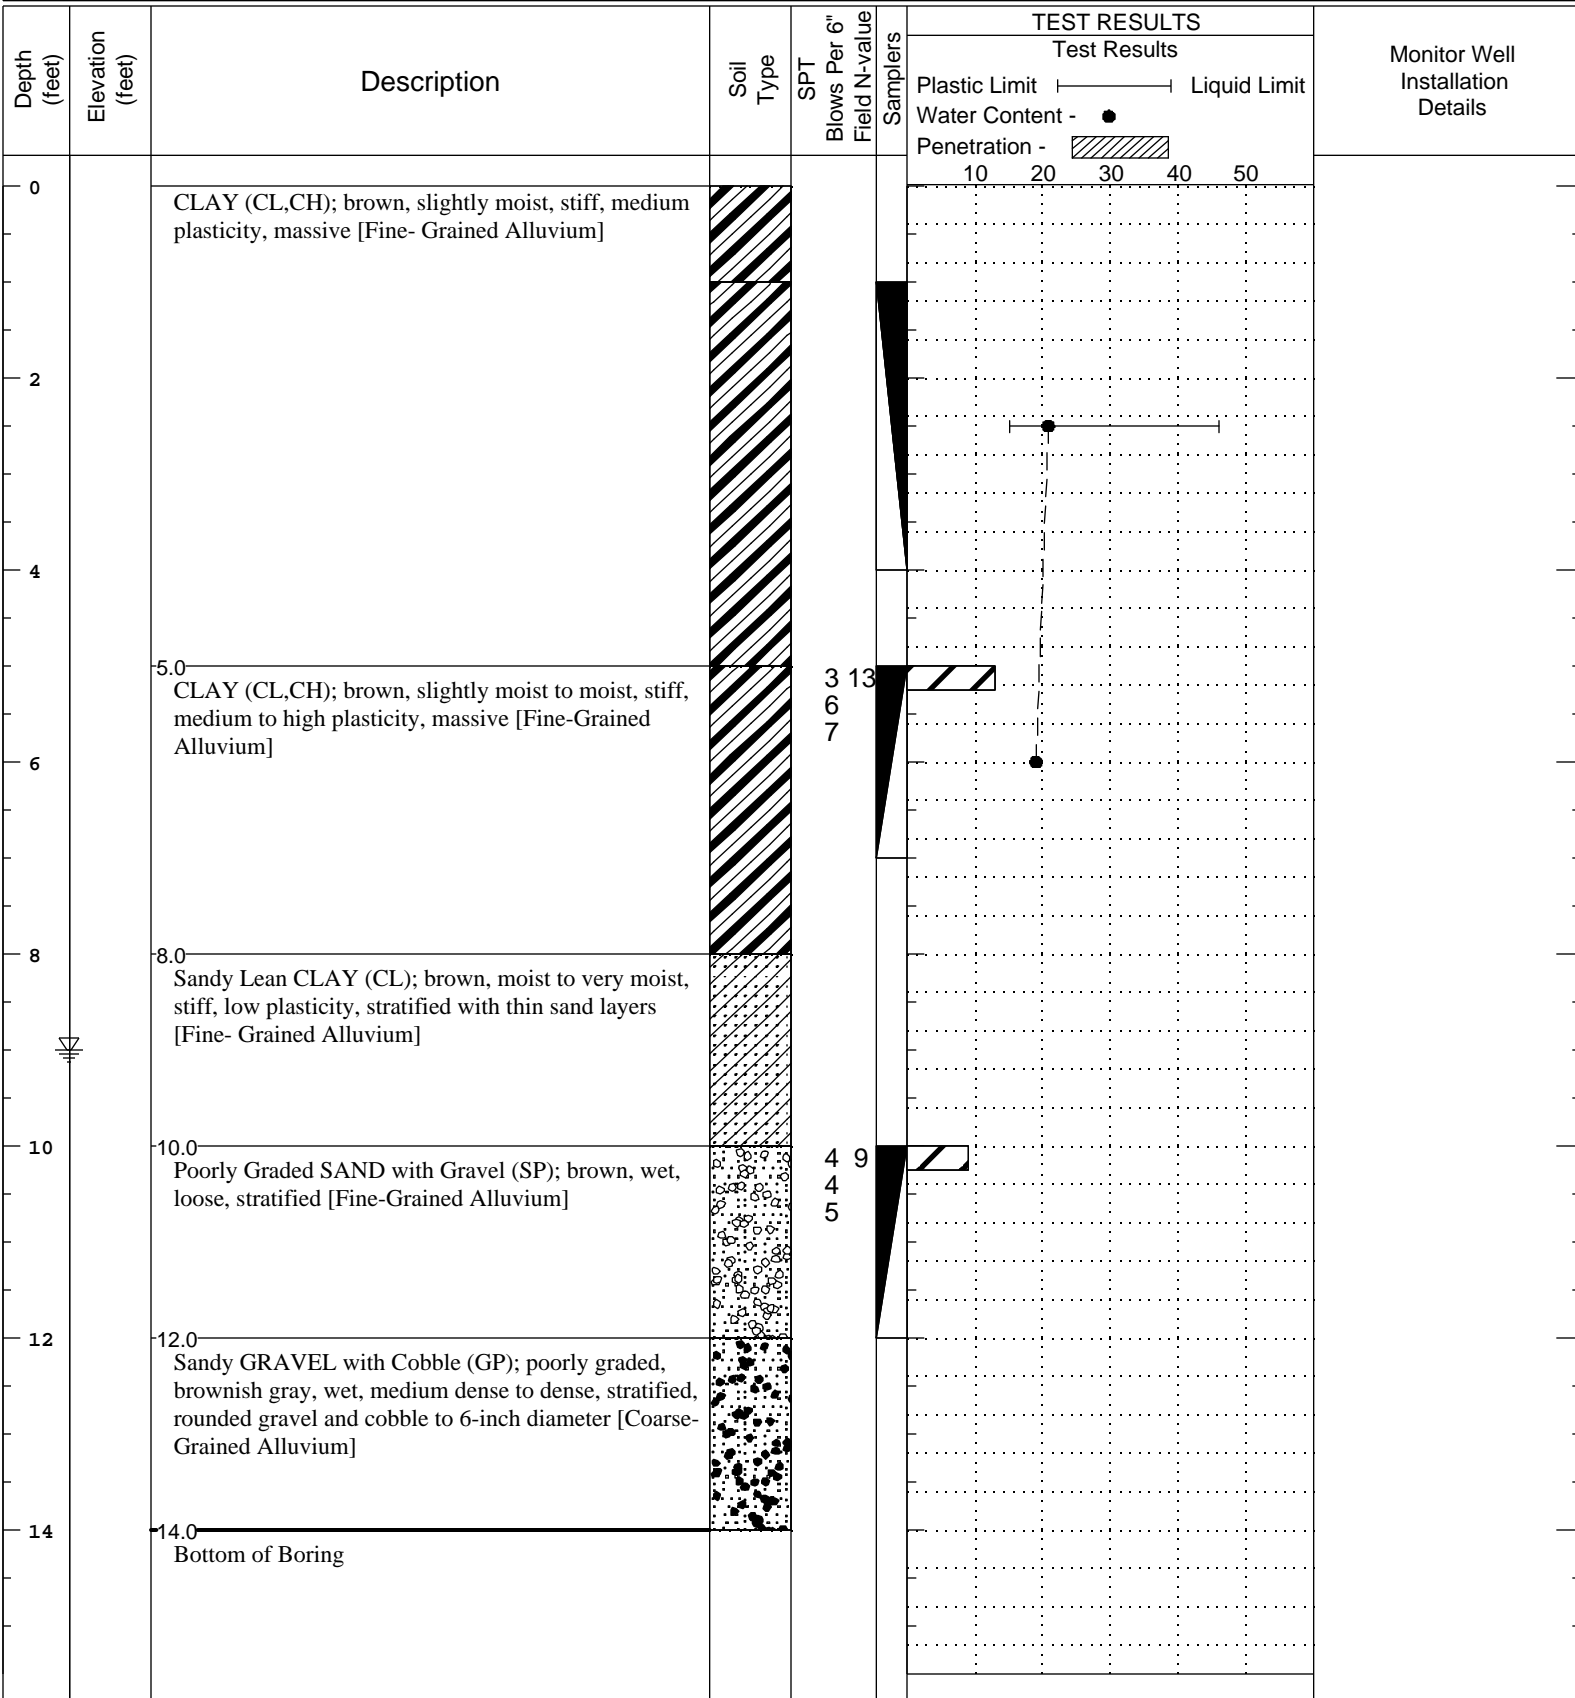 Depth
(feet)
Elevation
(feet)
Description
Soil
Type
SPT
Blows Per 6"
Field N-value
Samplers
TEST RESULTS
Test Results
Plastic Limit Liquid Limit
Water Content -
Penetration -
10 20 30 40 50
Monitor Well
Installation
Details
0
CLAY (CL,CH); brown, slightly moist, stiff, medium
plasticity, massive [Fine- Grained Alluvium]
2
4
5.0
CLAY (CL,CH); brown, slightly moist to moist, stiff,
medium to high plasticity, massive [Fine-Grained
Alluvium]
3 13
6
7
6
8
8.0
Sandy Lean CLAY (CL); brown, moist to very moist,
stiff, low plasticity, stratified with thin sand layers
[Fine- Grained Alluvium]
10
10.0
Poorly Graded SAND with Gravel (SP); brown, wet,
loose, stratified [Fine-Grained Alluvium]
4 9
4
5
12
12.0
Sandy GRAVEL with Cobble (GP); poorly graded,
brownish gray, wet, medium dense to dense, stratified,
rounded gravel and cobble to 6-inch diameter [Coarse-
Grained Alluvium]
14
14.0
Bottom of Boring